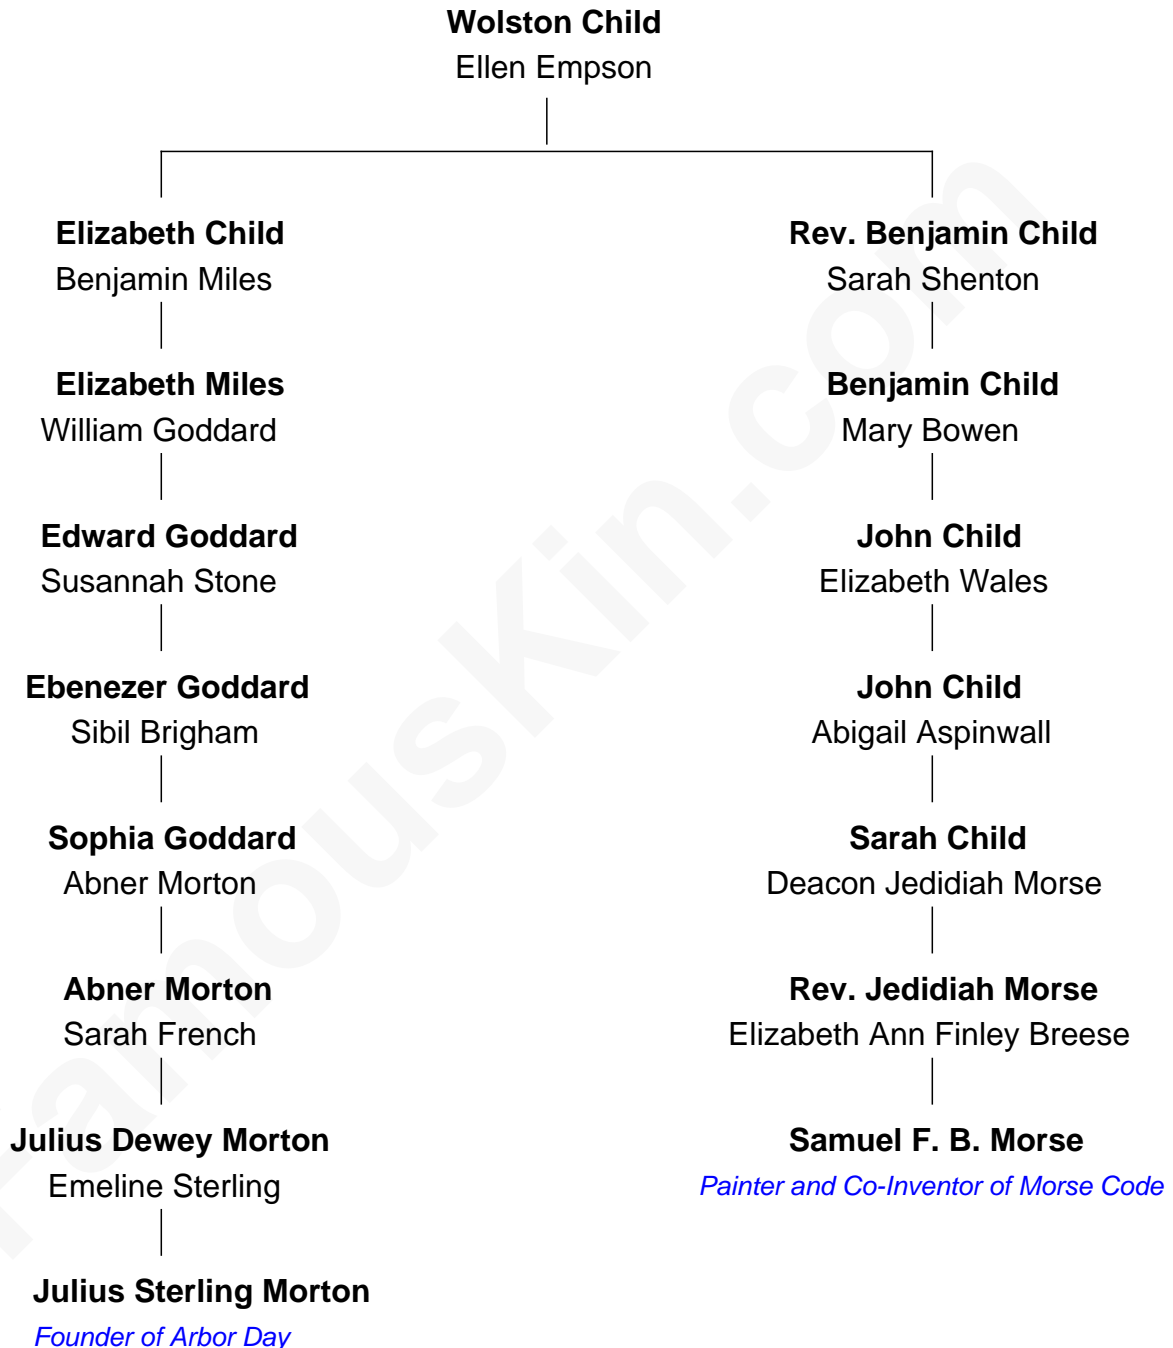 Wolston Child
Ellen Empson
Elizabeth Child
Benjamin Miles
Rev. Benjamin Child
Sarah Shenton
Elizabeth Miles
William Goddard
Benjamin Child
Mary Bowen
Edward Goddard
Susannah Stone
John Child
Elizabeth Wales
Ebenezer Goddard
Sibil Brigham
John Child
Abigail Aspinwall
Sophia Goddard
Abner Morton
Sarah Child
Deacon Jedidiah Morse
Abner Morton
Sarah French
Rev. Jedidiah Morse
Elizabeth Ann Finley Breese
Julius Dewey Morton
Emeline Sterling
Samuel F. B. Morse
Painter and Co-Inventor of Morse Code
Julius Sterling Morton
Founder of Arbor Day
FamousKin.com